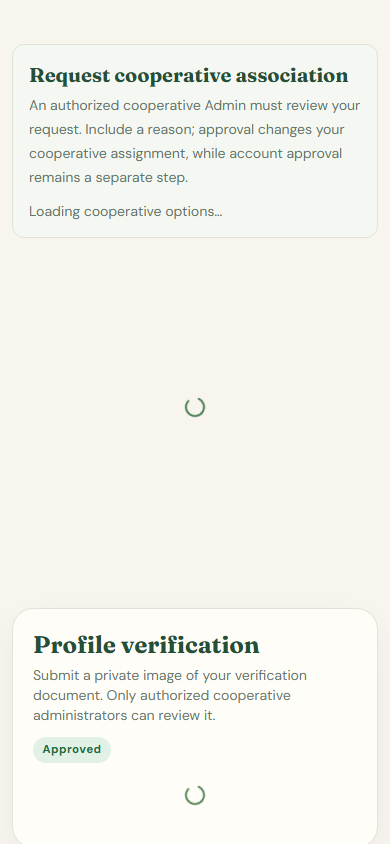 Request cooperative association
An authorized cooperative Admin must review your
request. Include a reason; approval changes your
cooperative assignment, while account approval
remains a separate step.
Loading cooperative options…
Profile verification
Submit a private image of your verification
document. Only authorized cooperative
administrators can review it.
Approved